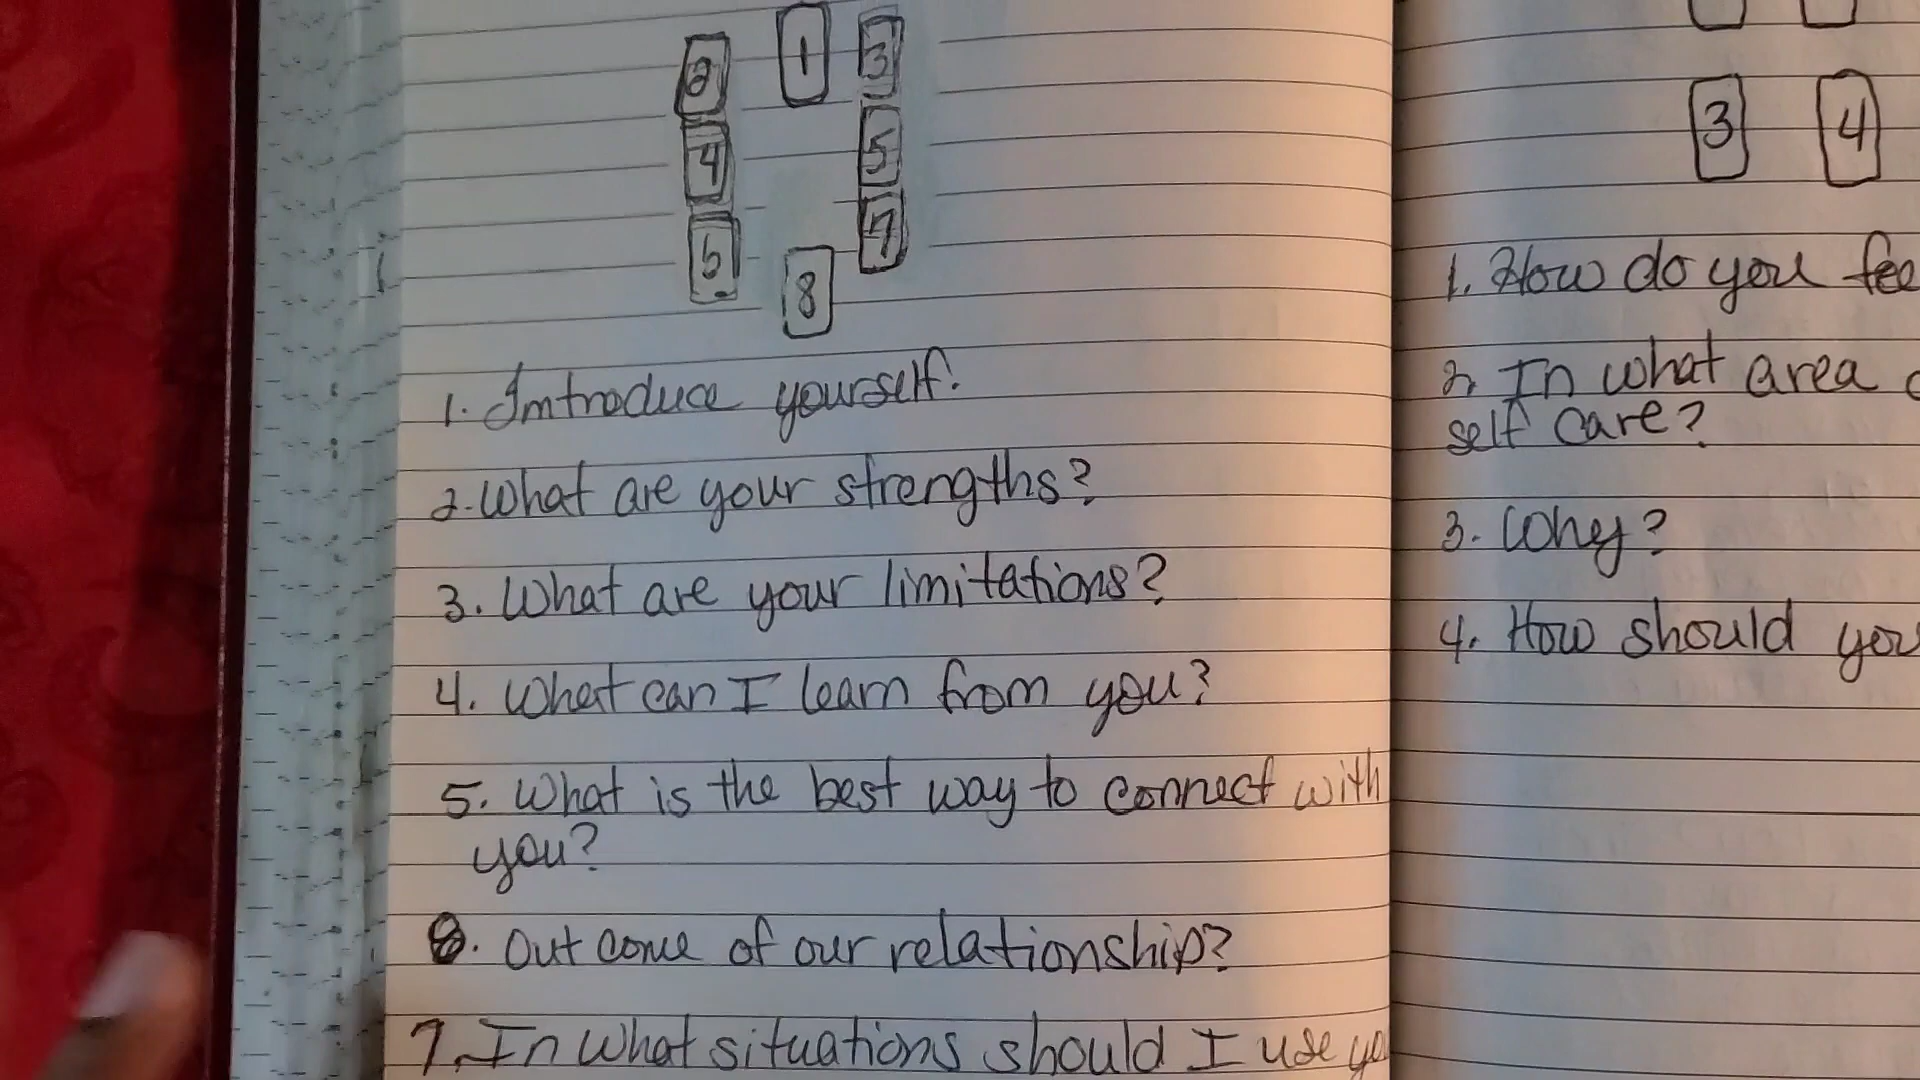 1
2
3
4
5
6
7
8
1. Introduce yourself.
2. What are your strengths?
3. What are your limitations?
4. What can I learn from you?
5. What is the best way to connect with
you?
8. Out come of our relationship?
7. In what situations should I use
3
4
1. How do you
2. In what area
self care?
3. Why?
4. How should you